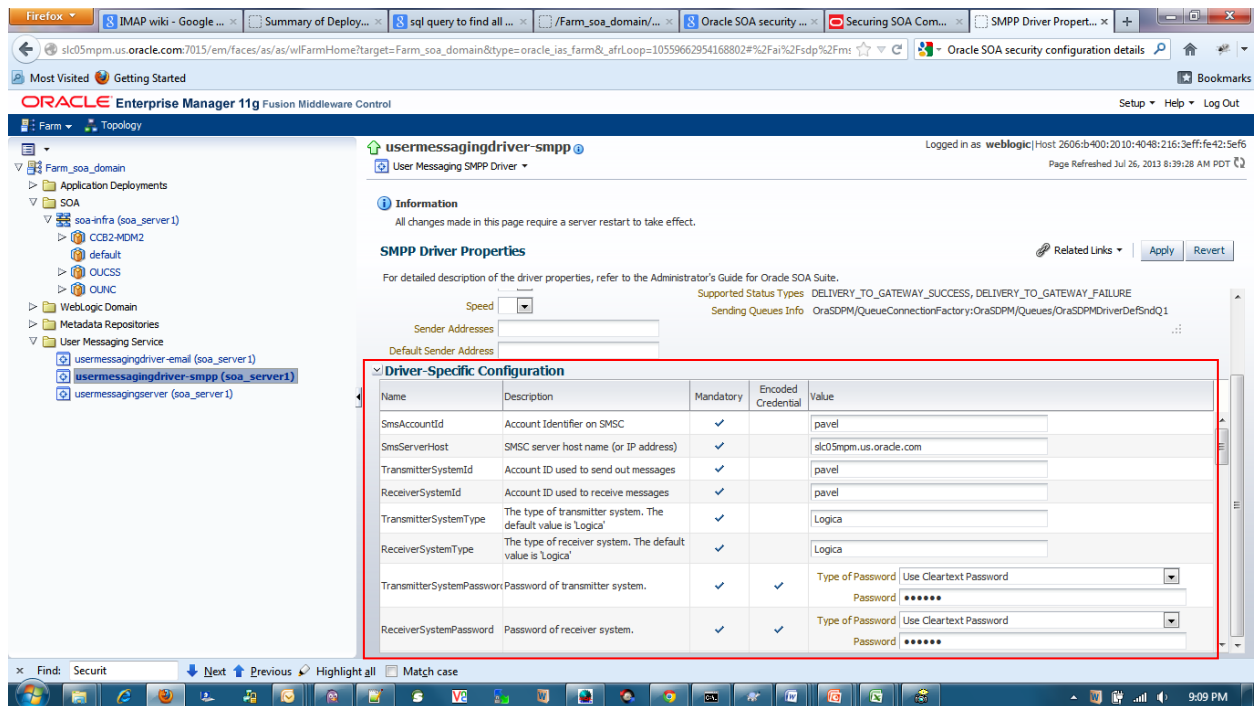 Firefox
IMAP wiki - Google ...
Summary of Deploy...
sql query to find all ...
/Farm_soa_domain/...
Oracle SOA security ...
Securing SOA Com...
SMPP Driver Propert...
slc05mpm.us.oracle.com:7015/em/faces/as/as/wlFarmHome?target=Farm_soa_domain&type=oracle_ias_farm&_afrLoop=10559662954168802#%2Fai%2Fsdp%2Fms
Oracle SOA security configuration details
Most Visited Getting Started
Bookmarks
ORACLE Enterprise Manager 11g Fusion Middleware Control
Setup Help Log Out
Farm Topology
Farm_soa_domain
Application Deployments
SOA
soa-infra (soa_server1)
CCB2-MDM2
default
OUCSS
OUNC
WebLogic Domain
Metadata Repositories
User Messaging Service
usermessagingdriver-email (soa_server1)
usermessagingdriver-smpp (soa_server1)
usermessagingserver (soa_server1)
usermessagingdriver-smpp
User Messaging SMPP Driver
Logged in as weblogic|Host 2606:b400:2010:4048:216:3eff:fe42:5ef6
Page Refreshed Jul 26, 2013 8:39:28 AM PDT
Information
All changes made in this page require a server restart to take effect.
SMPP Driver Properties
Related Links Apply Revert
For detailed description of the driver properties, refer to the Administrator's Guide for Oracle SOA Suite.
Speed
Sender Addresses
Default Sender Address
Supported Status Types DELIVERY_TO_GATEWAY_SUCCESS, DELIVERY_TO_GATEWAY_FAILURE
Sending Queues Info OraSDPM/QueueConnectionFactory:OraSDPM/Queues/OraSDPMDriverDefSndQ1
Driver-Specific Configuration
Name Description Mandatory Encoded Credential Value
SmsAccountId Account Identifier on SMSC pavel
SmsServerHost SMSC server host name (or IP address) slc05mpm.us.oracle.com
TransmitterSystemId Account ID used to send out messages pavel
ReceiverSystemId Account ID used to receive messages pavel
TransmitterSystemType The type of transmitter system. The default value is 'Logica' Logica
ReceiverSystemType The type of receiver system. The default value is 'Logica' Logica
TransmitterSystemPassword Password of transmitter system. Type of Password Use Cleartext Password
Password ••••••
ReceiverSystemPassword Password of receiver system. Type of Password Use Cleartext Password
Password ••••••
Find: Securit Next Previous Highlight all Match case
9:09 PM